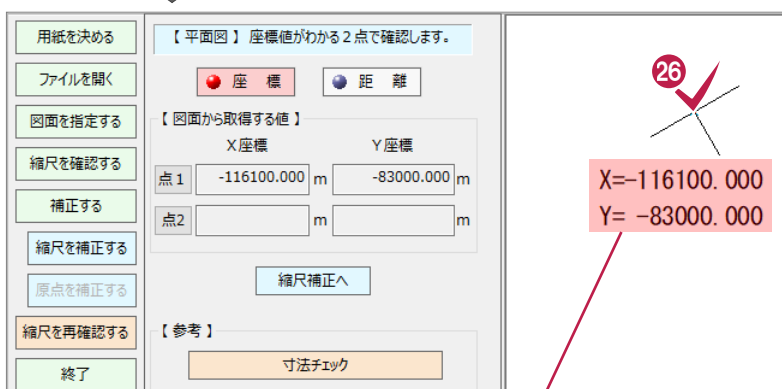 用紙を決める
ファイルを開く
図面を指定する
縮尺を確認する
補正する
縮尺を補正する
原点を補正する
縮尺を再確認する
終了
【 平面図 】 座標値がわかる2点で確認します。
座 標
距 離
【 図面から取得する値 】
X座標 Y座標
点1 -116100.000 m -83000.000 m
点2 m m
縮尺補正へ
【 参考 】
寸法チェック
26
X=-116100.000
Y= -83000.000